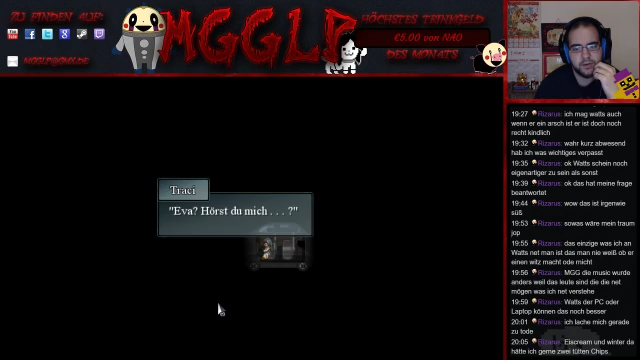 ZU FINDEN AUF:
MGGLP@GMX.DE
MGGLP
HÖCHSTES TRINKGELD
€5.00 von NAO
DES MONATS
Traci
"Eva? Hörst du mich . . . ?"
19:27 Rizarus: ich mag watts auch
wenn er ein arsch ist er ist doch noch
recht kindlich
19:32 Rizarus: wahr kurz abwesend
hab ich was wichtiges verpasst
19:35 Rizarus: ok Watts schein noch
eigenartiger zu sein als sonst
19:39 Rizarus: ok das hat meine frage
beantwortet
19:44 Rizarus: wow das ist irgenwie
süß
19:53 Rizarus: sowas wäre mein traum
jop
19:55 Rizarus: das einzige was ich an
Watts net man ist das man nie weiß ob er
einen witz macht ode micht
19:56 Rizarus: MGG die music wurde
anders weil das leute sind die die net
mögen was ich net verstehe
19:59 Rizarus: Watts der PC oder
Laptop können das noch besser
20:01 Rizarus: ich lache mich gerade
zu tode
20:05 Rizarus: Eiscream und winter da
hätte ich gerne zwei tütten Chips